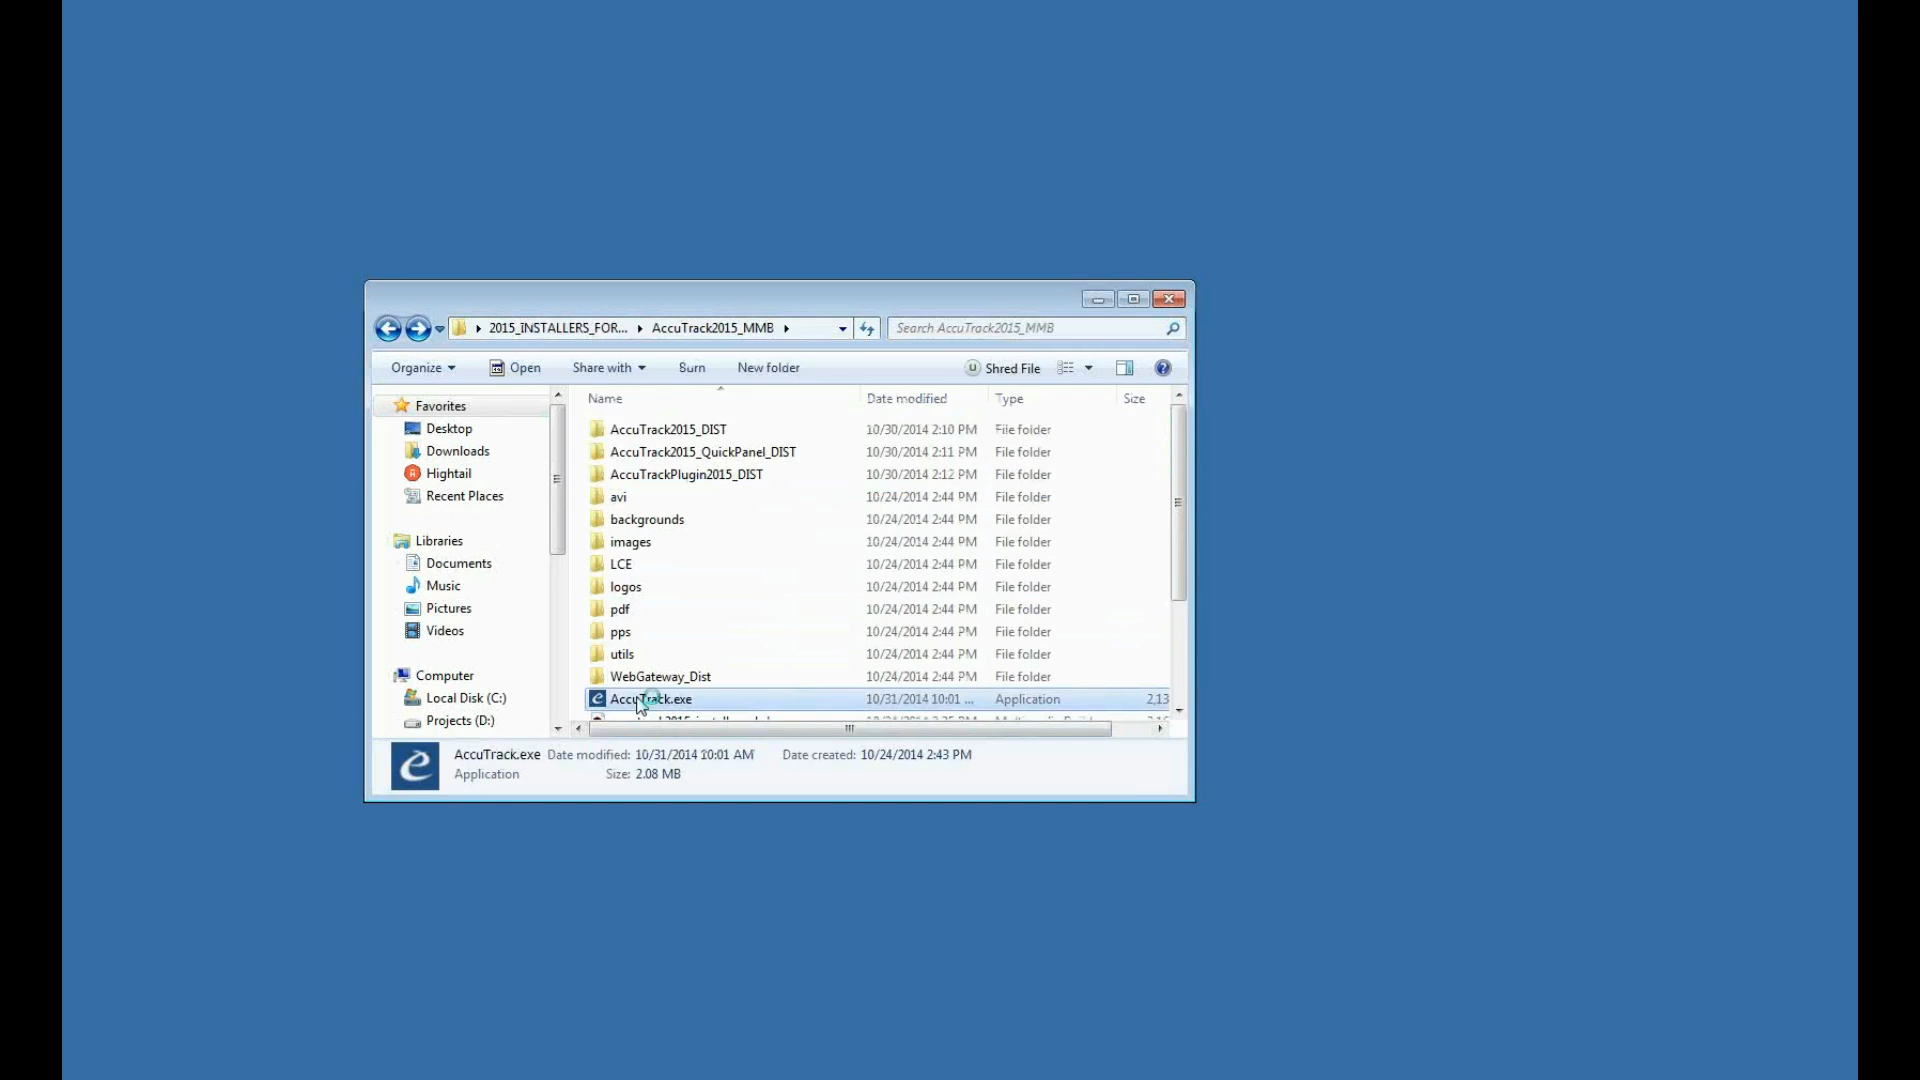 2015_INSTALLERS_FOR... AccuTrack2015_MMB
Search AccuTrack2015_MMB
Organize Open Share with Burn New folder Shred File
Name Date modified Type Size
Favorites
Desktop
Downloads
Hightail
Recent Places
Libraries
Documents
Music
Pictures
Videos
Computer
Local Disk (C:)
Projects (D:)
AccuTrack2015_DIST 10/30/2014 2:10 PM File folder
AccuTrack2015_QuickPanel_DIST 10/30/2014 2:11 PM File folder
AccuTrackPlugin2015_DIST 10/30/2014 2:12 PM File folder
avi 10/24/2014 2:44 PM File folder
backgrounds 10/24/2014 2:44 PM File folder
images 10/24/2014 2:44 PM File folder
LCE 10/24/2014 2:44 PM File folder
logos 10/24/2014 2:44 PM File folder
pdf 10/24/2014 2:44 PM File folder
pps 10/24/2014 2:44 PM File folder
utils 10/24/2014 2:44 PM File folder
WebGateway_Dist 10/24/2014 2:44 PM File folder
AccuTrack.exe 10/31/2014 10:01 ... Application 2,13
AccuTrack.exe Date modified: 10/31/2014 10:01 AM Date created: 10/24/2014 2:43 PM
Application Size: 2.08 MB